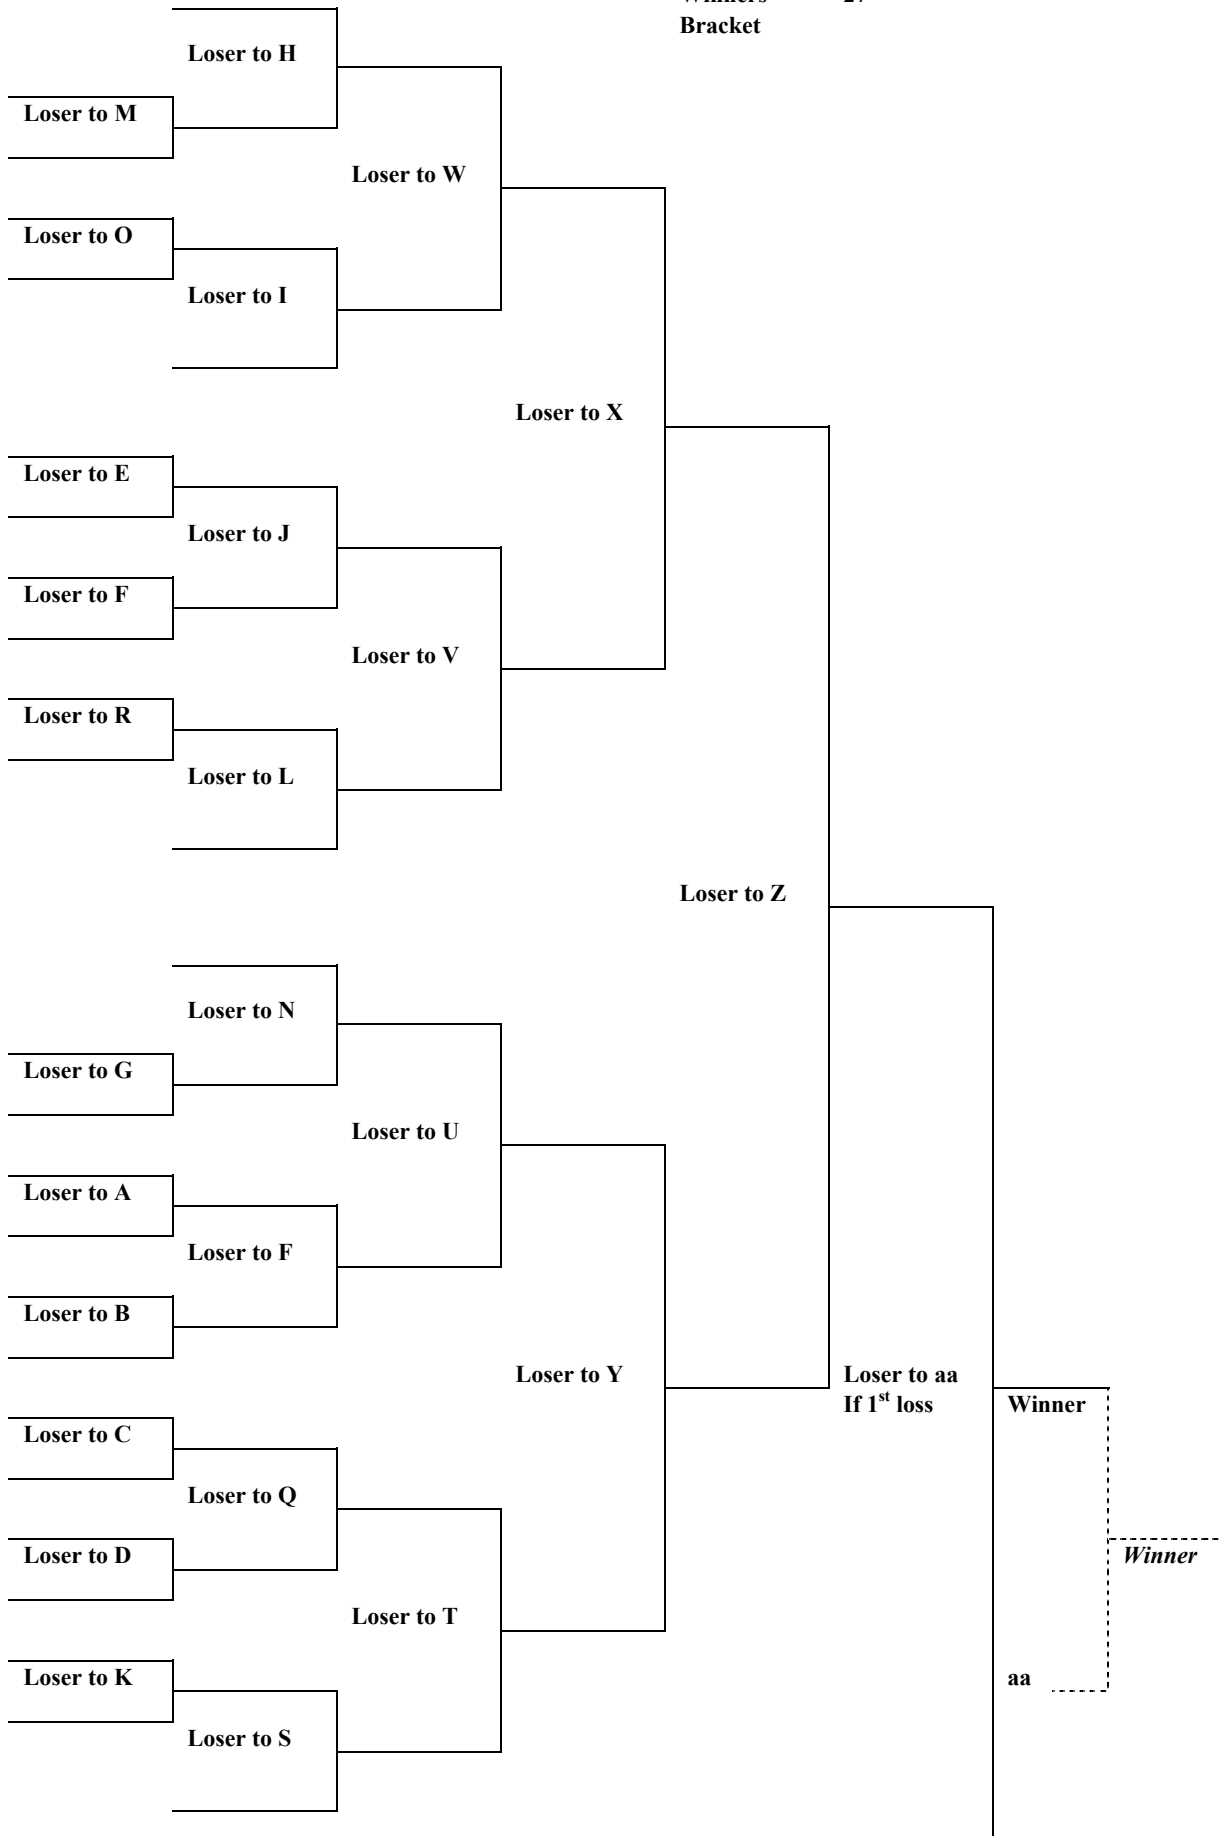 Bracket
Loser to H
Loser to M
Loser to W
Loser to O
Loser to I
Loser to X
Loser to E
Loser to J
Loser to F
Loser to V
Loser to R
Loser to L
Loser to Z
Loser to N
Loser to G
Loser to U
Loser to A
Loser to F
Loser to B
Loser to Y
Loser to aa
If 1st loss
Winner
Loser to C
Loser to Q
Loser to D
Winner
Loser to T
Loser to K
aa
Loser to S